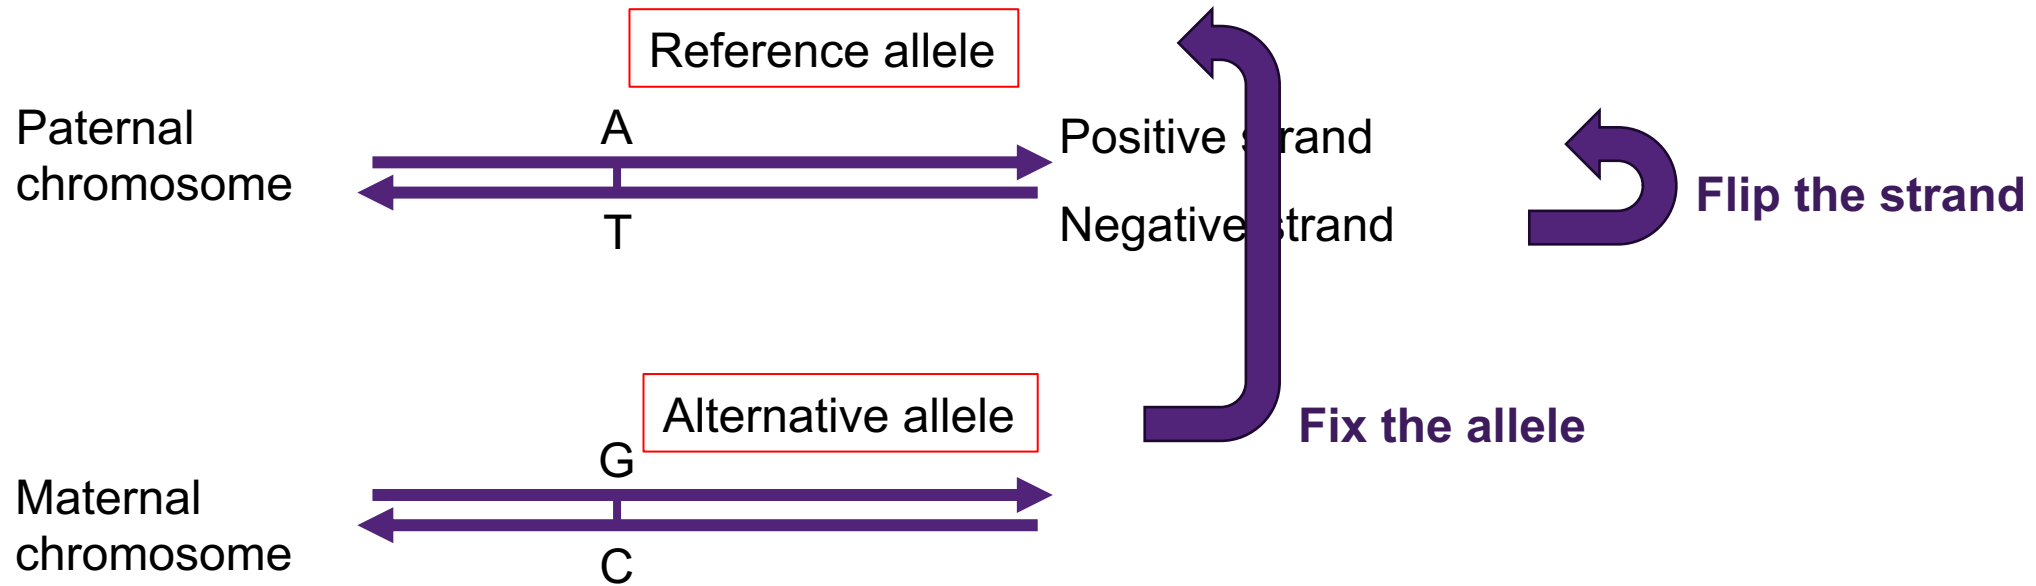 Reference allele
Paternal
chromosome
A
T
Positive strand
Negative strand
Flip the strand
Alternative allele
Fix the allele
G
Maternal
chromosome
C